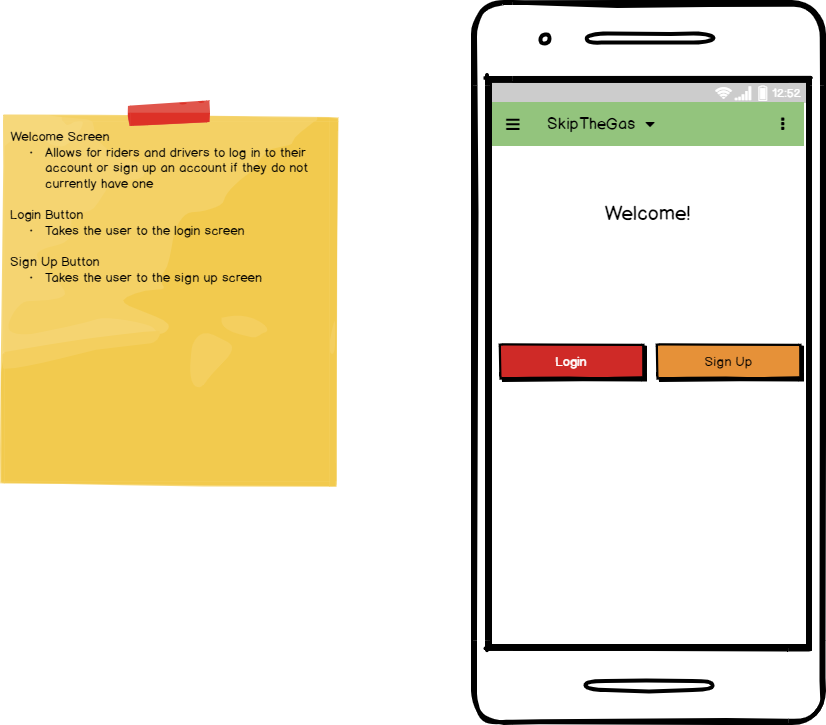 Welcome Screen
• Allows for riders and drivers to log in to their
account or sign up an account if they do not
currently have one
Login Button
• Takes the user to the login screen
Sign Up Button
• Takes the user to the sign up screen
12:52
SkipTheGas
Welcome!
Login
Sign Up